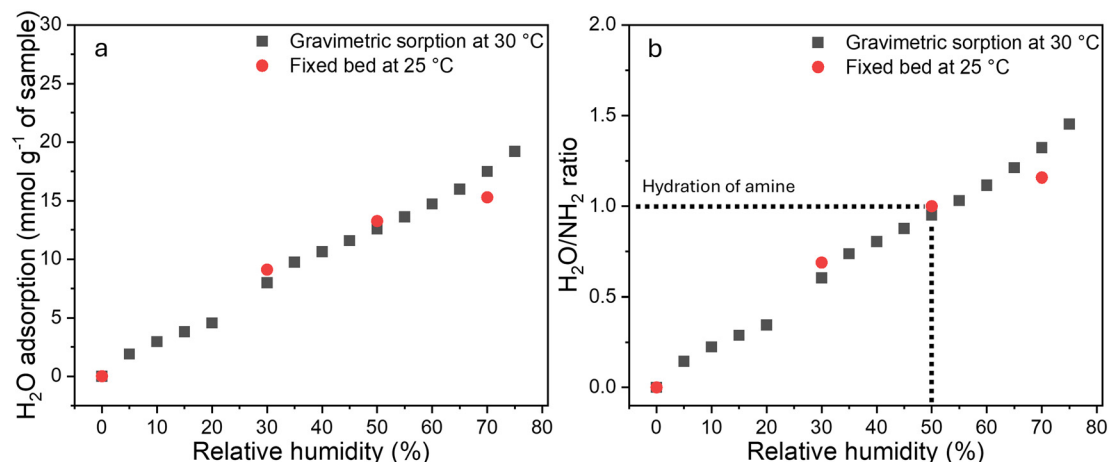 a
Gravimetric sorption at 30 °C
Fixed bed at 25 °C
H₂O adsorption (mmol g⁻¹ of sample)
30
25
20
15
10
5
0
0 10 20 30 40 50 60 70 80
Relative humidity (%)
b
Gravimetric sorption at 30 °C
Fixed bed at 25 °C
Hydration of amine
H₂O/NH₂ ratio
2.0
1.5
1.0
0.5
0.0
0 10 20 30 40 50 60 70 80
Relative humidity (%)